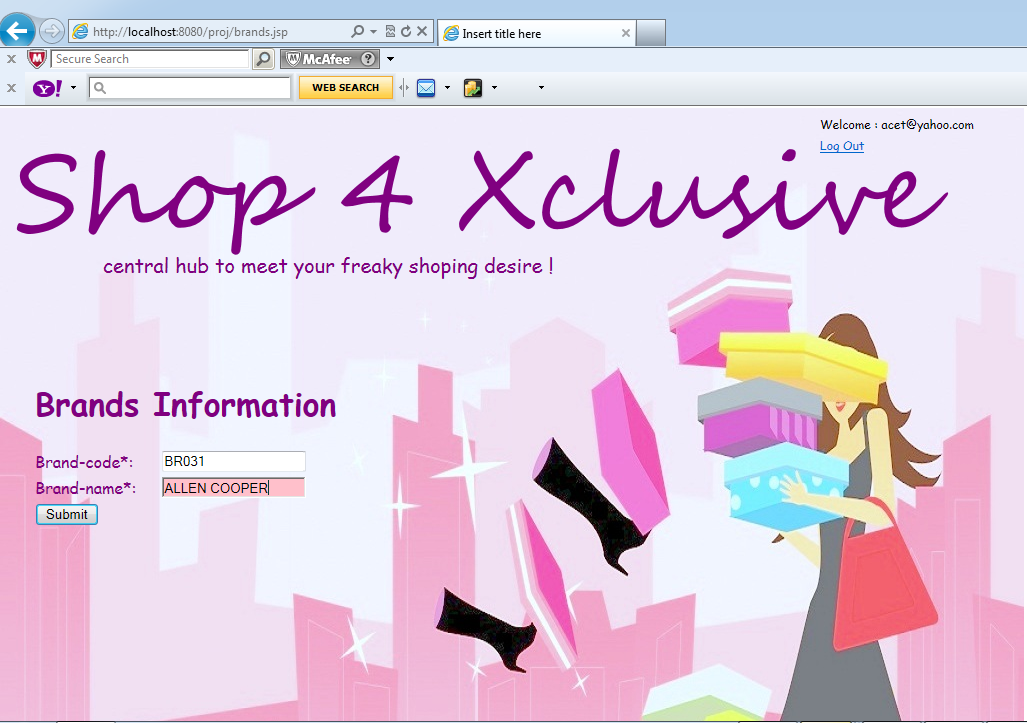 http://localhost:8080/proj/brands.jsp
Insert title here
Secure Search
McAfee
Y!
WEB SEARCH
Welcome : acet@yahoo.com
Log Out
Shop 4 Xclusive
central hub to meet your freaky shoping desire !
Brands Information
Brand-code*: BR031
Brand-name*: ALLEN COOPER
Submit